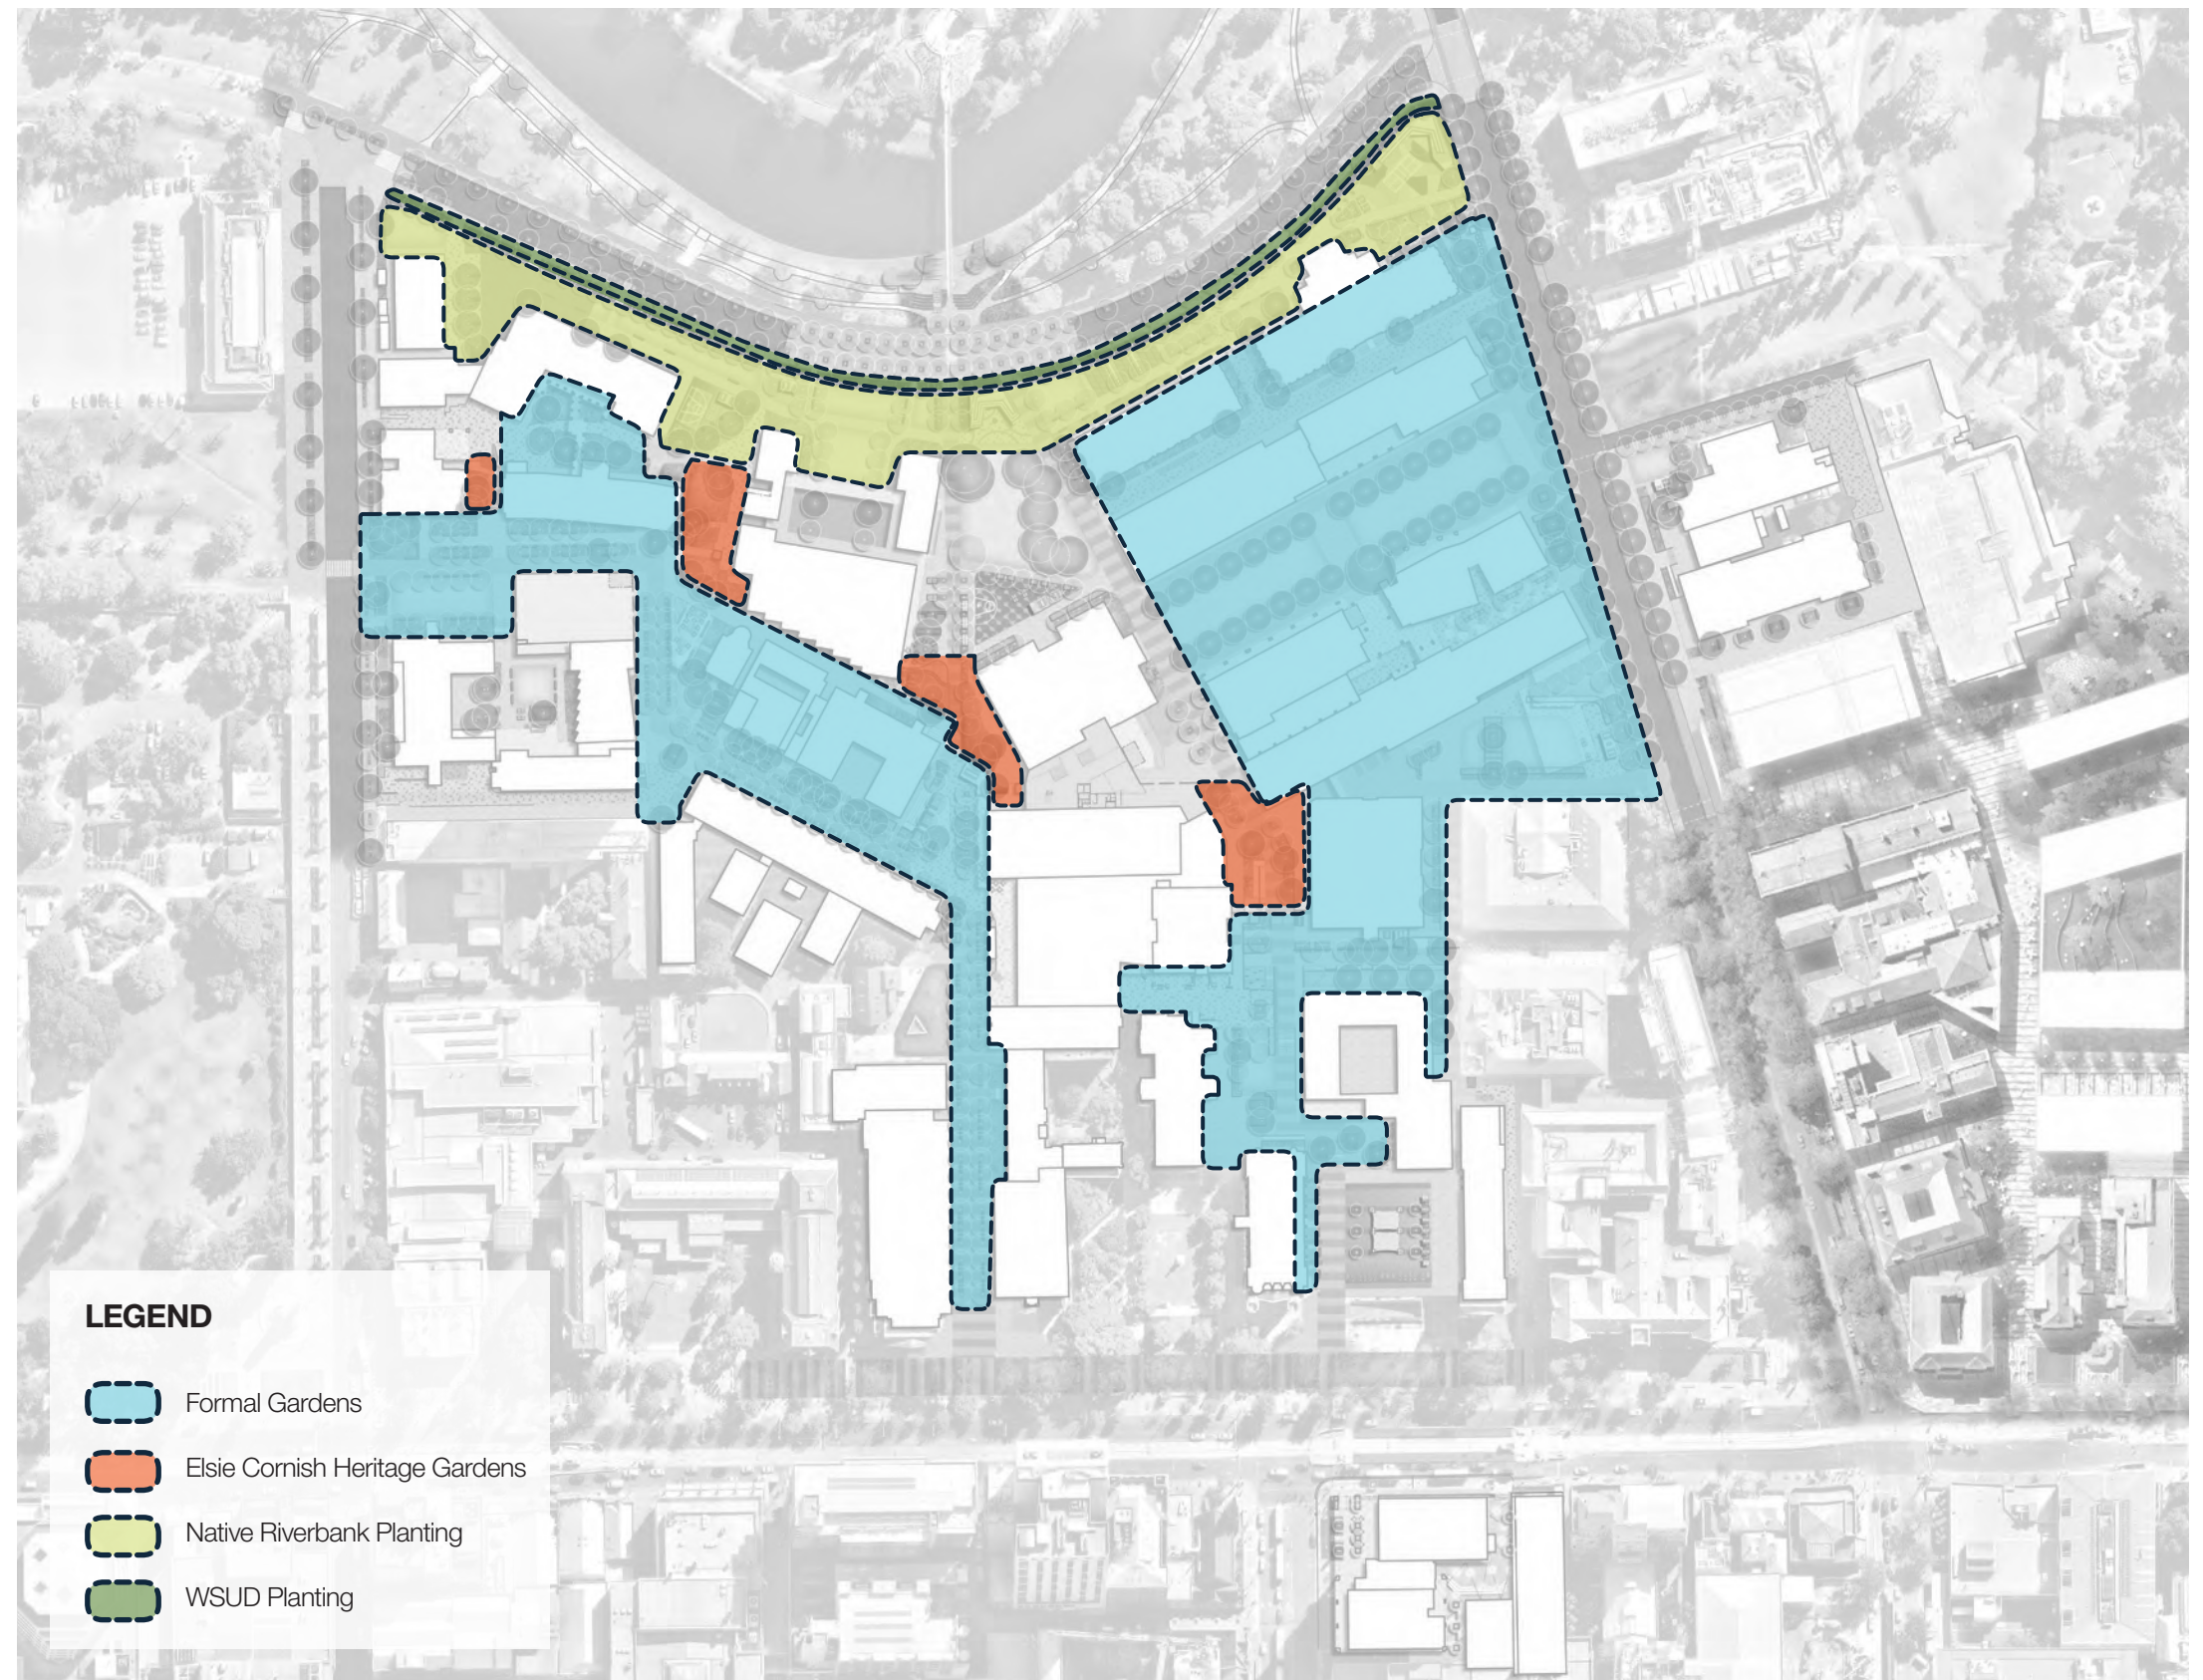 LEGEND
Formal Gardens
Elsie Cornish Heritage Gardens
Native Riverbank Planting
WSUD Planting